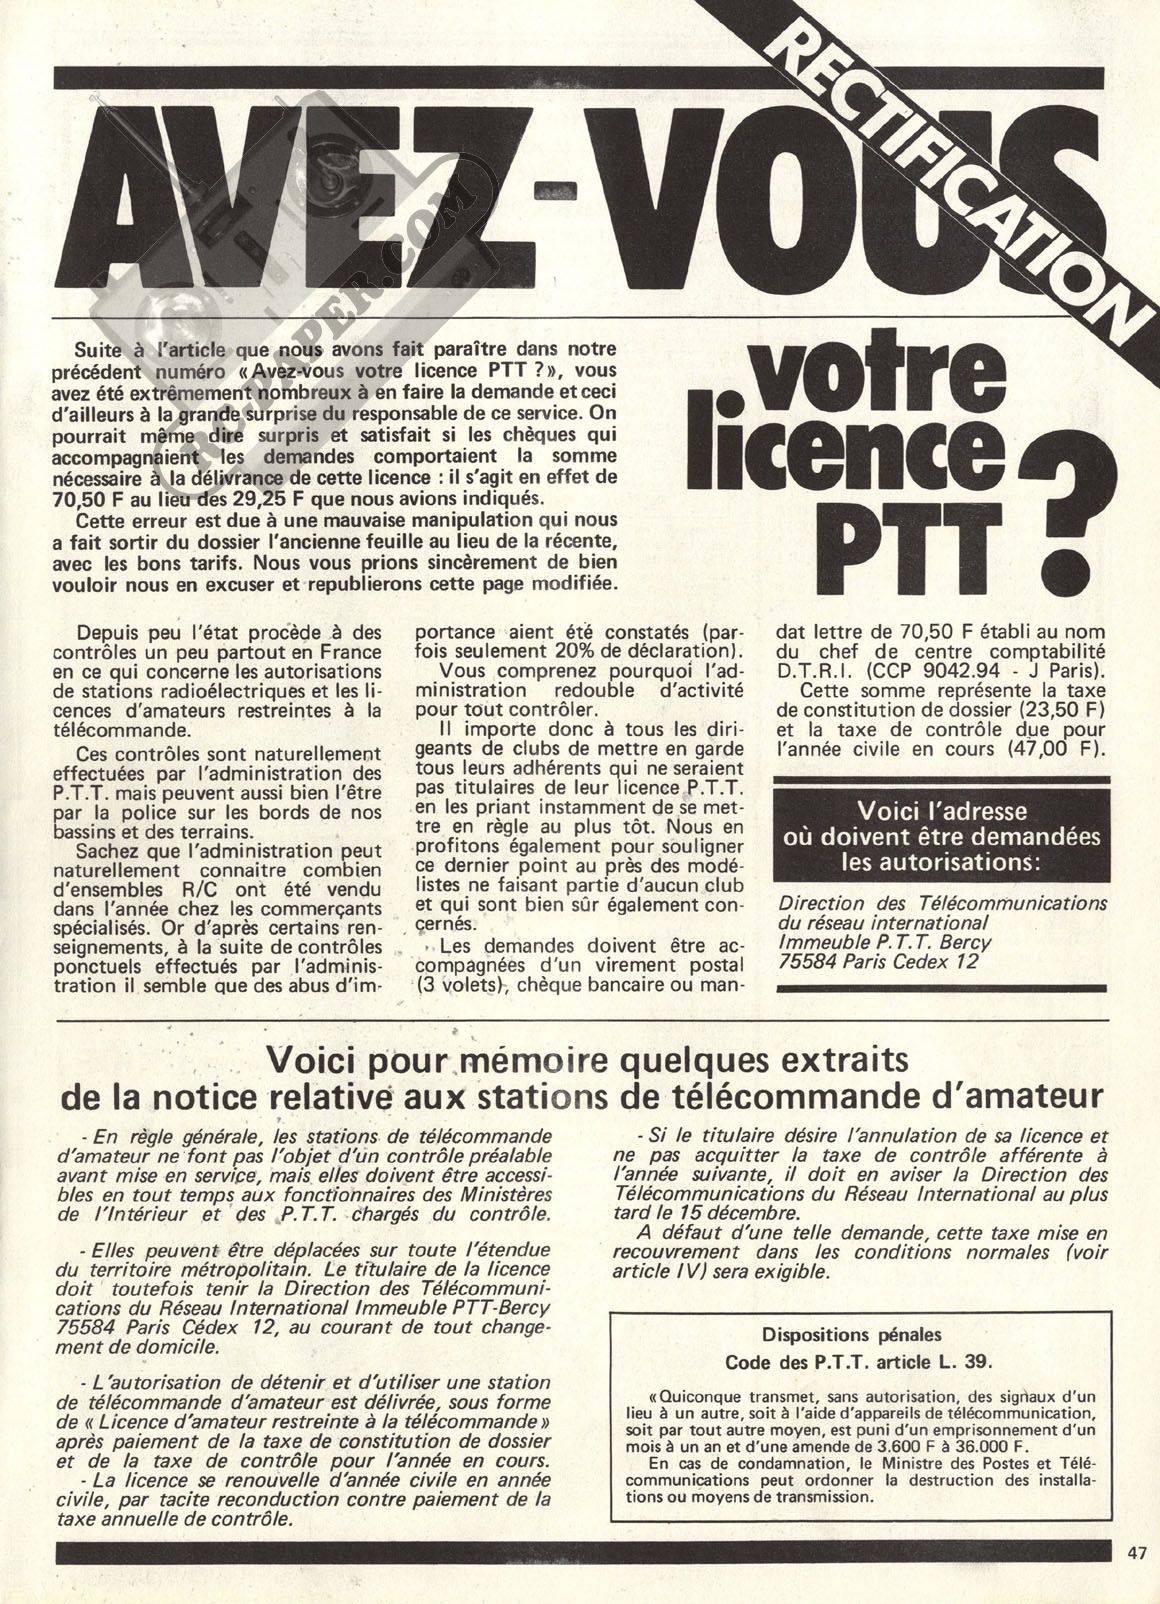 RECTIFICATION
AVEZ-VOUS
votre
licence
PTT ?
RC-PAPER.COM
Suite à l'article que nous avons fait paraître dans notre
précédent numéro «Avez-vous votre licence PTT ?», vous
avez été extrêmement nombreux à en faire la demande et ceci
d'ailleurs à la grande surprise du responsable de ce service. On
pourrait même dire surpris et satisfait si les chèques qui
accompagnaient les demandes comportaient la somme
nécessaire à la délivrance de cette licence : il s'agit en effet de
70,50 F au lieu des 29,25 F que nous avions indiqués.
Cette erreur est due à une mauvaise manipulation qui nous
a fait sortir du dossier l'ancienne feuille au lieu de la récente,
avec les bons tarifs. Nous vous prions sincèrement de bien
vouloir nous en excuser et republierons cette page modifiée.
Depuis peu l'état procède à des
contrôles un peu partout en France
en ce qui concerne les autorisations
de stations radioélectriques et les li-
cences d'amateurs restreintes à la
télécommande.
Ces contrôles sont naturellement
effectuées par l'administration des
P.T.T. mais peuvent aussi bien l'être
par la police sur les bords de nos
bassins et des terrains.
Sachez que l'administration peut
naturellement connaitre combien
d'ensembles R/C ont été vendu
dans l'année chez les commerçants
spécialisés. Or d'après certains ren-
seignements, à la suite de contrôles
ponctuels effectués par l'adminis-
tration il semble que des abus d'im-
portance aient été constatés (par-
fois seulement 20% de déclaration).
Vous comprenez pourquoi l'ad-
ministration redouble d'activité
pour tout contrôler.
Il importe donc à tous les diri-
geants de clubs de mettre en garde
tous leurs adhérents qui ne seraient
pas titulaires de leur licence P.T.T.
en les priant instamment de se met-
tre en règle au plus tôt. Nous en
profitons également pour souligner
ce dernier point au près des modé-
listes ne faisant partie d'aucun club
et qui sont bien sûr également con-
cernés.
Les demandes doivent être ac-
compagnées d'un virement postal
(3 volets), chèque bancaire ou man-
dat lettre de 70,50 F établi au nom
du chef de centre comptabilité
D.T.R.I. (CCP 9042.94 - J Paris).
Cette somme représente la taxe
de constitution de dossier (23,50 F)
et la taxe de contrôle due pour
l'année civile en cours (47,00 F).
Voici l'adresse
où doivent être demandées
les autorisations:
Direction des Télécommunications
du réseau international
Immeuble P.T.T. Bercy
75584 Paris Cedex 12
Voici pour mémoire quelques extraits
de la notice relative aux stations de télécommande d'amateur
- En règle générale, les stations de télécommande
d'amateur ne font pas l'objet d'un contrôle préalable
avant mise en service, mais elles doivent être accessi-
bles en tout temps aux fonctionnaires des Ministères
de l'Intérieur et des P.T.T. chargés du contrôle.
- Elles peuvent être déplacées sur toute l'étendue
du territoire métropolitain. Le titulaire de la licence
doit toutefois tenir la Direction des Télécommuni-
cations du Réseau International Immeuble PTT-Bercy
75584 Paris Cédex 12, au courant de tout change-
ment de domicile.
- L'autorisation de détenir et d'utiliser une station
de télécommande d'amateur est délivrée, sous forme
de « Licence d'amateur restreinte à la télécommande»
après paiement de la taxe de constitution de dossier
et de la taxe de contrôle pour l'année en cours.
- La licence se renouvelle d'année civile en année
civile, par tacite reconduction contre paiement de la
taxe annuelle de contrôle.
- Si le titulaire désire l'annulation de sa licence et
ne pas acquitter la taxe de contrôle afférente à
l'année suivante, il doit en aviser la Direction des
Télécommunications du Réseau International au plus
tard le 15 décembre.
A défaut d'une telle demande, cette taxe mise en
recouvrement dans les conditions normales (voir
article IV) sera exigible.
Dispositions pénales
Code des P.T.T. article L. 39.
«Quiconque transmet, sans autorisation, des signaux d'un
lieu à un autre, soit à l'aide d'appareils de télécommunication,
soit par tout autre moyen, est puni d'un emprisonnement d'un
mois à un an et d'une amende de 3.600 F à 36.000 F.
En cas de condamnation, le Ministre des Postes et Télé-
communications peut ordonner la destruction des installa-
tions ou moyens de transmission.
47